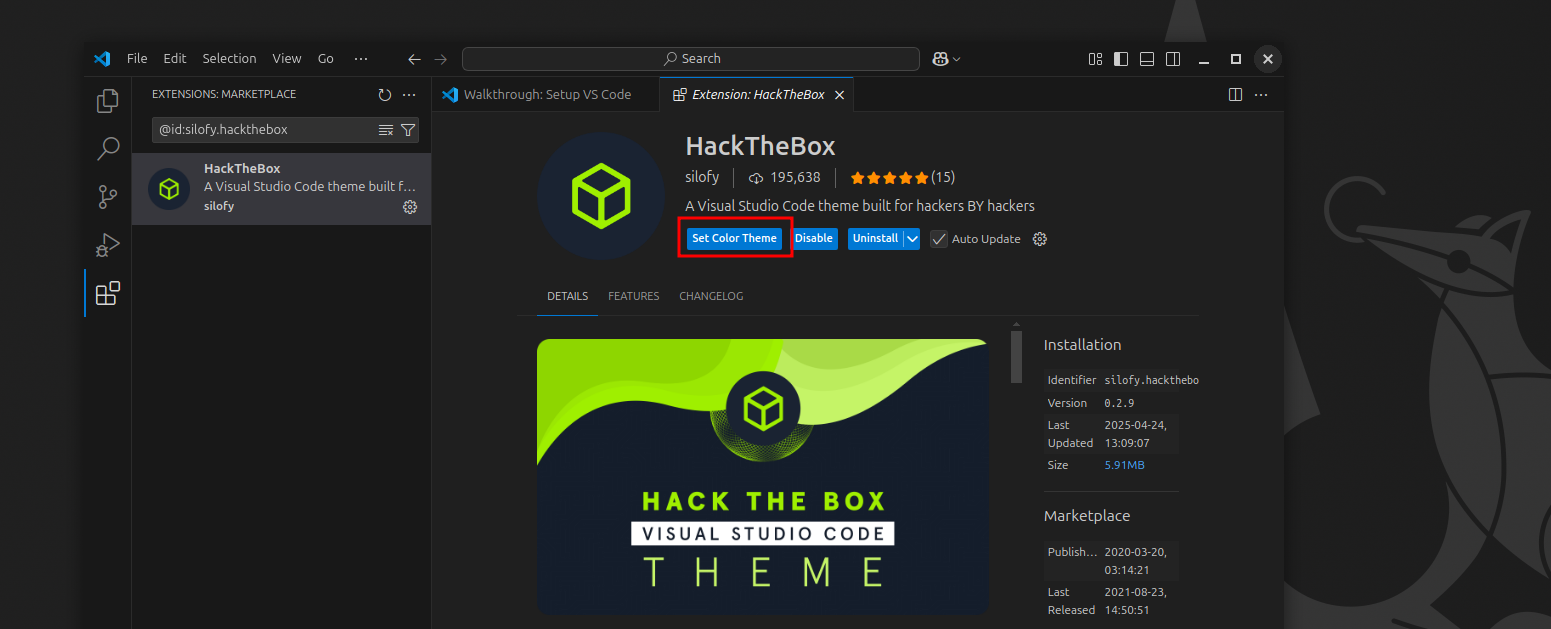 File Edit Selection View Go ··· Search
EXTENSIONS: MARKETPLACE ···
Walkthrough: Setup VS Code
Extension: HackTheBox
@id:silofy.hackthebox
HackTheBox
A Visual Studio Code theme built f...
silofy
HackTheBox
silofy 195,638 (15)
A Visual Studio Code theme built for hackers BY hackers
Set Color Theme Disable Uninstall Auto Update
DETAILS FEATURES CHANGELOG
HACK THE BOX
VISUAL STUDIO CODE
THEME
Installation
Identifier silofy.hackthebo
Version 0.2.9
Last 2025-04-24,
Updated 13:09:07
Size 5.91MB
Marketplace
Publish... 2020-03-20,
03:14:21
Last 2021-08-23,
Released 14:50:51